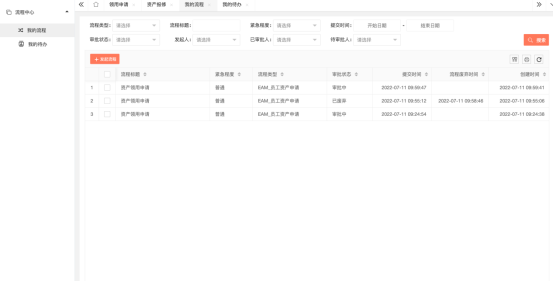 流程中心
我的流程
我的待办
领用申请 资产报修 我的流程 我的待办
流程类型: 请选择 流程标题: 紧急程度: 请选择 提交时间: 开始日期 - 结束日期
审批状态: 请选择 发起人: 请选择 已审批人: 请选择 待审批人: 请选择
搜索
流程标题 紧急程度 流程类型 审批状态 提交时间 流程废弃时间 创建时间
1 资产领用申请 普通 EAM_员工资产申请 审批中 2022-07-11 09:59:47 2022-07-11 09:59:41
2 资产领用申请 普通 EAM_员工资产申请 已废弃 2022-07-11 09:55:12 2022-07-11 09:58:46 2022-07-11 09:55:06
3 资产领用申请 普通 EAM_员工资产申请 审批中 2022-07-11 09:24:54 2022-07-11 09:24:54